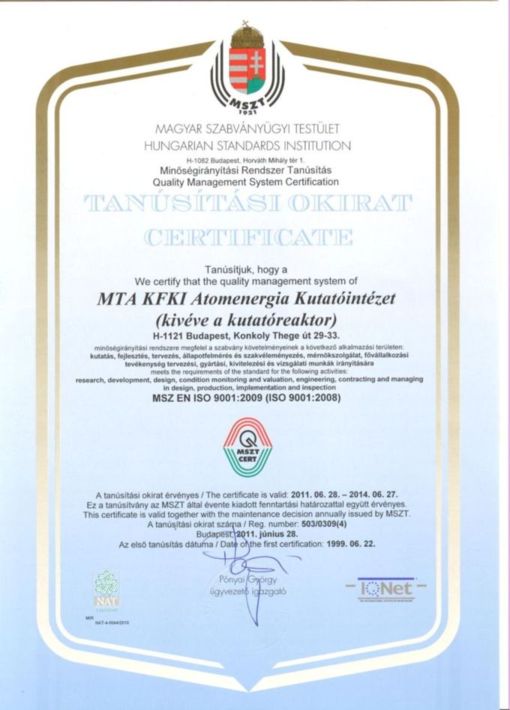 MSZT
1921
MAGYAR SZABVÁNYÜGYI TESTÜLET
HUNGARIAN STANDARDS INSTITUTION
H-1082 Budapest, Horváth Mihály tér 1.
Minőségirányítási Rendszer Tanúsítás
Quality Management System Certification
TANÚSÍTÁSI OKIRAT
CERTIFICATE
Tanúsítjuk, hogy a
We certify that the quality management system of
MTA KFKI Atomenergia Kutatóintézet
(kivéve a kutatóreaktor)
H-1121 Budapest, Konkoly Thege út 29-33.
minőségirányítási rendszere megfelel a szabvány követelményeinek a következő alkalmazási területen:
kutatás, fejlesztés, tervezés, állapotfelmérés és szakvéleményezés, mérnökszolgálat, fővállalkozási
tevékenység tervezési, gyártási, kivitelezési és vizsgálati munkák irányítására
meets the requirements of the standard for the following activities:
research, development, design, condition monitoring and valuation, engineering, contracting and managing
in design, production, implementation and inspection
MSZ EN ISO 9001:2009 (ISO 9001:2008)
MSZT
CERT
A tanúsítási okirat érvényes / The certificate is valid: 2011. 06. 28. – 2014. 06. 27.
Ez a tanúsítvány az MSZT által évente kiadott fenntartási határozattal együtt érvényes.
This certificate is valid together with the maintenance decision annually issued by MSZT.
A tanúsítási okirat száma / Reg. number: 503/0309(4)
Budapest, 2011. június 28.
Az első tanúsítás dátuma / Date of the first certification: 1999. 06. 22.
Pónyai György
ügyvezető igazgató
NAT
MIR
NAT-4-0044/2010
IQNet